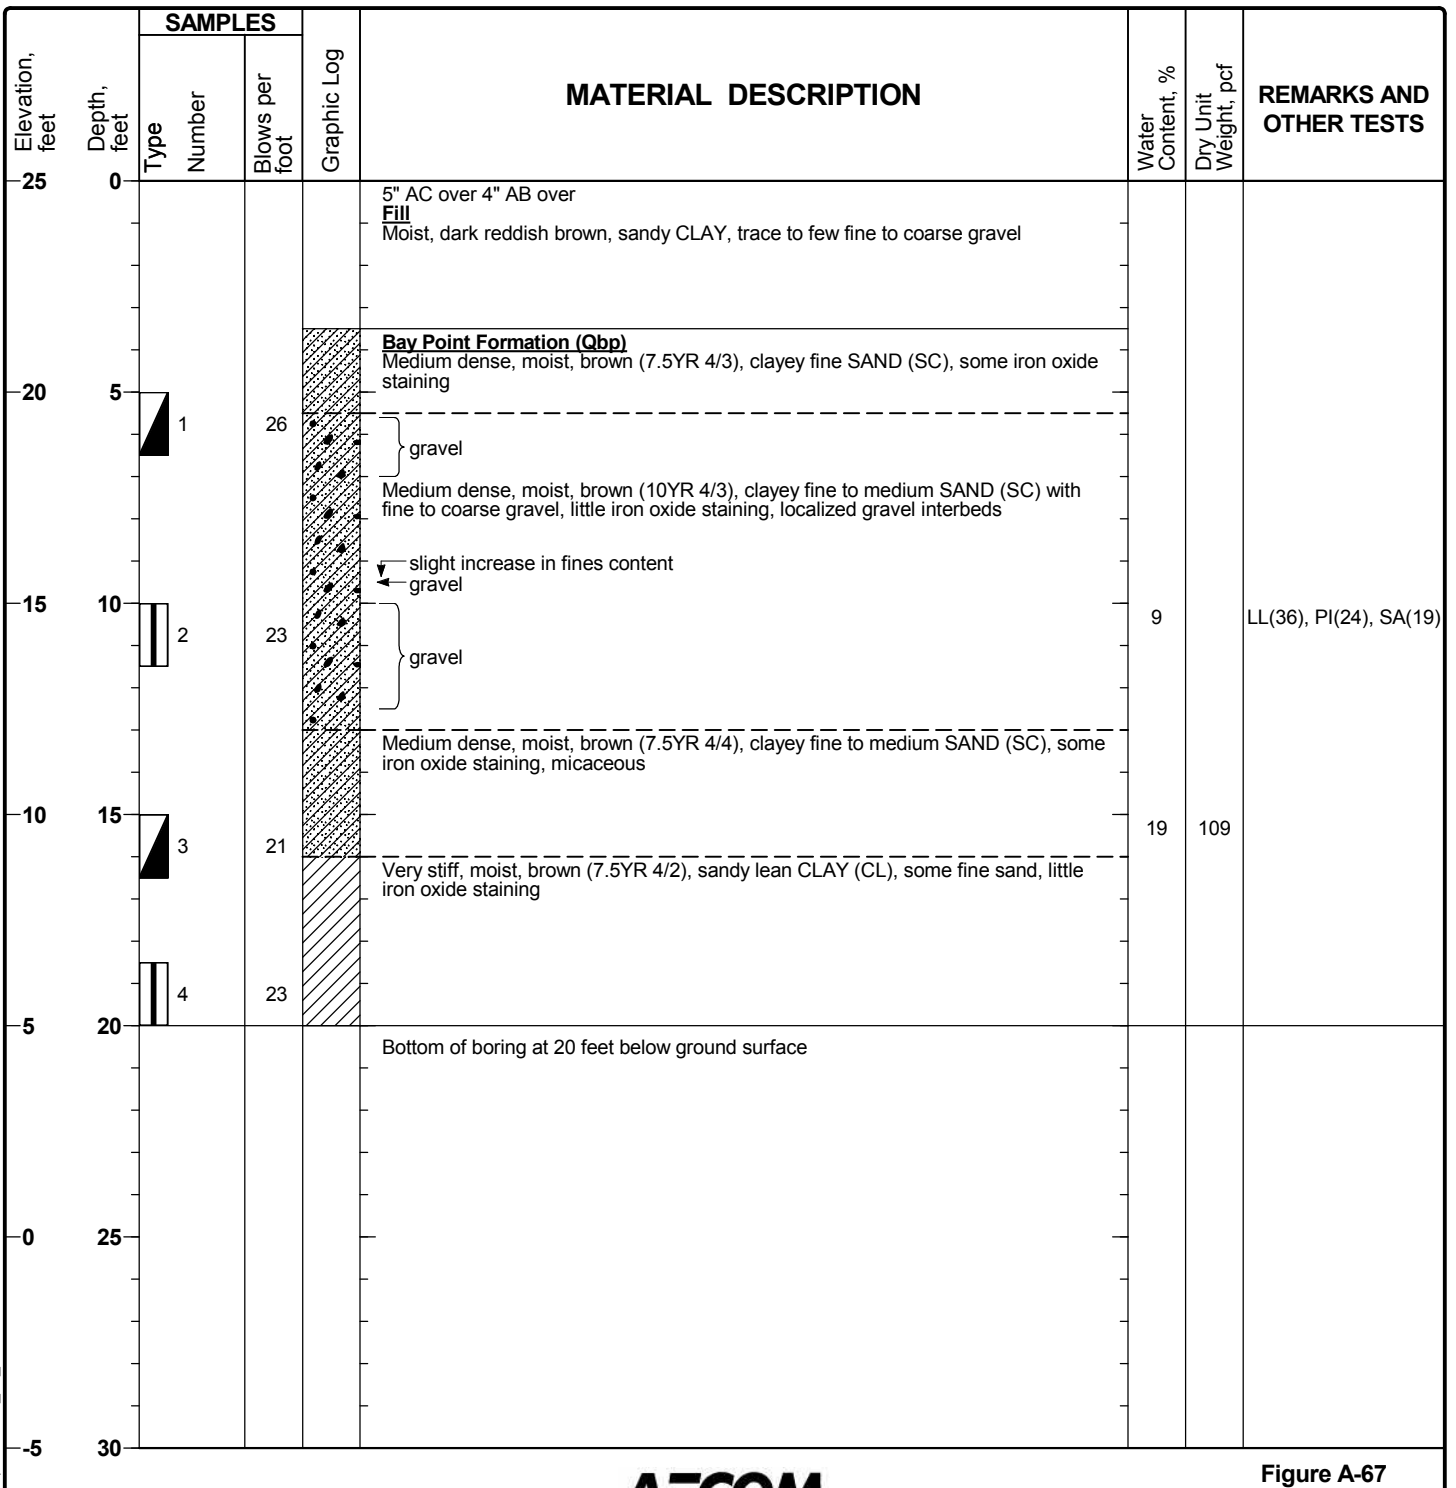 SAMPLES
Elevation,
feet
Depth,
feet
Type
Number
Blows per
foot
Graphic Log
MATERIAL DESCRIPTION
Water
Content, %
Dry Unit
Weight, pcf
REMARKS AND
OTHER TESTS
25 0
5" AC over 4" AB over
Fill
Moist, dark reddish brown, sandy CLAY, trace to few fine to coarse gravel
Bay Point Formation (Qbp)
Medium dense, moist, brown (7.5YR 4/3), clayey fine SAND (SC), some iron oxide
staining
20 5
1 26
gravel
Medium dense, moist, brown (10YR 4/3), clayey fine to medium SAND (SC) with
fine to coarse gravel, little iron oxide staining, localized gravel interbeds
slight increase in fines content
gravel
15 10
9 LL(36), PI(24), SA(19)
2 23
gravel
Medium dense, moist, brown (7.5YR 4/4), clayey fine to medium SAND (SC), some
iron oxide staining, micaceous
10 15
19 109
3 21
Very stiff, moist, brown (7.5YR 4/2), sandy lean CLAY (CL), some fine sand, little
iron oxide staining
4 23
5 20
Bottom of boring at 20 feet below ground surface
0 25
-5 30
Figure A-67
AECOM